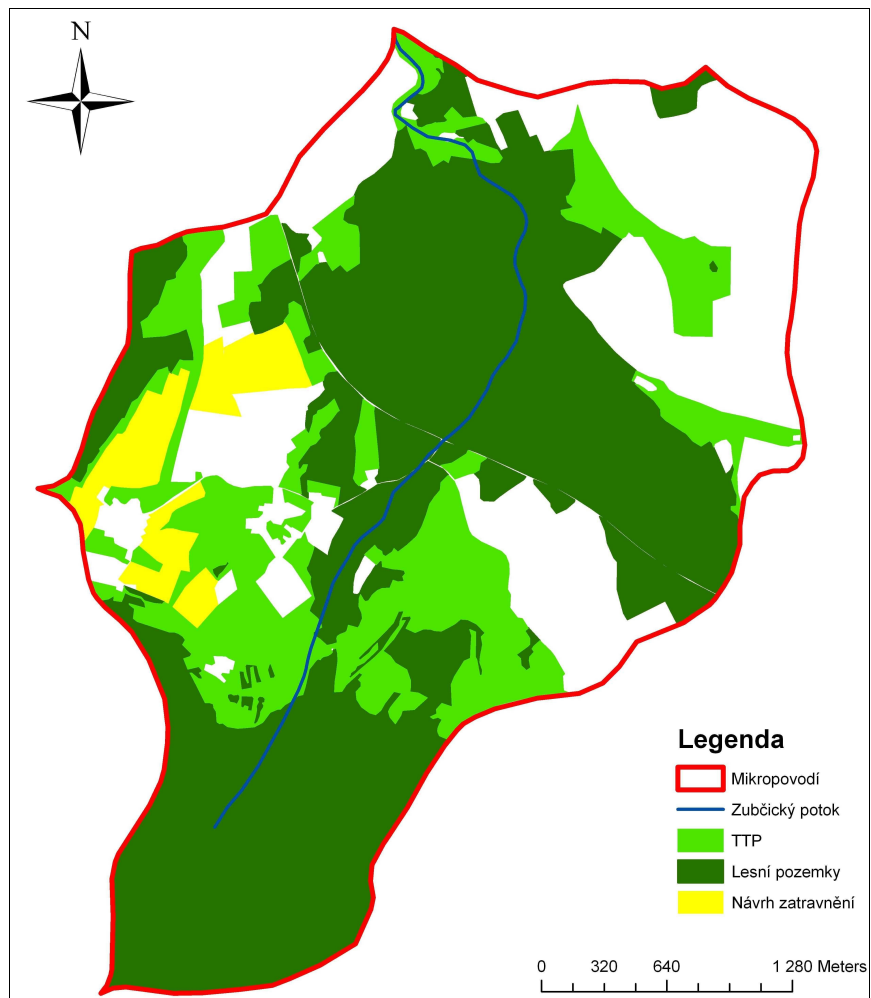 N
Legenda
Mikropovodí
Zubčický potok
TTP
Lesní pozemky
Návrh zatravnění
0 320 640 1 280 Meters